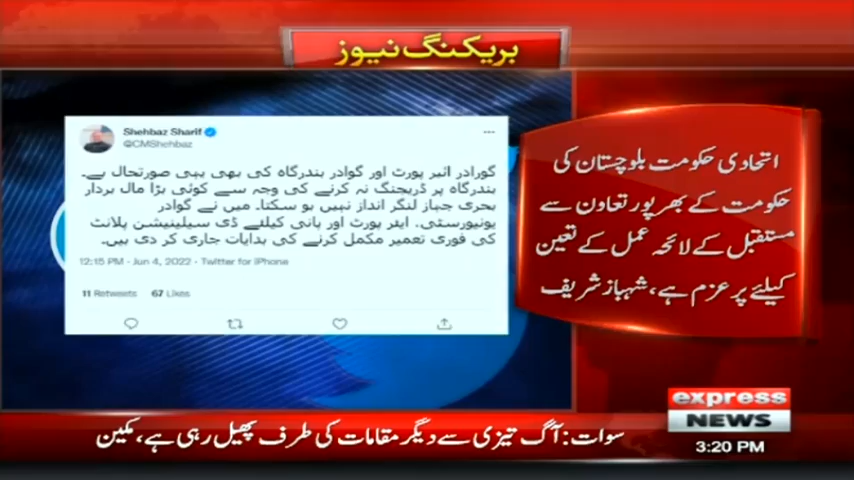 بریکنگ نیوز
Shehbaz Sharif
@CMShehbaz
گورادر ائیر پورٹ اور گوادر بندرگاہ کی بھی یہی صورتحال ہے۔
بندرگاہ پر ڈریجنگ نہ کرنے کی وجہ سے کوئی بڑا مال بردار
بحری جہاز لنگر انداز نہیں ہو سکتا۔ میں نے گوادر
یونیورسٹی، ایئر پورٹ اور پانی کیلئے ڈی سیلینیشن پلانٹ
کی فوری تعمیر مکمل کرنے کی ہدایات جاری کر دی ہیں۔
12:15 PM - Jun 4, 2022 - Twitter for iPhone
11 Retweets 67 Likes
اتحادی حکومت بلوچستان کی
حکومت کے بھرپور تعاون سے
مستقبل کے لائحہ عمل کے تعین
کیلئے پرعزم ہے، شہباز شریف
express
NEWS
3:20 PM
سوات: آگ تیزی سے دیگر مقامات کی طرف پھیل رہی ہے، مکین